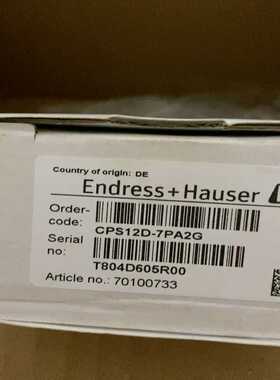 Country of origin: DE
Endress+Hauser
Order-
code: CPS12D-7PA2G
Serial
no: T804D605R00
Article no.: 70100733